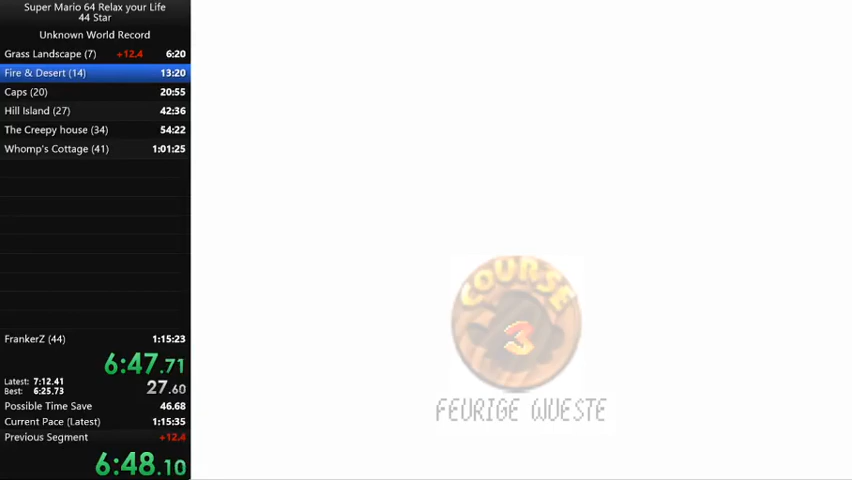 Super Mario 64 Relax your Life
44 Star
Unknown World Record
Grass Landscape (7) +12.4 6:20
Fire & Desert (14) 13:20
Caps (20) 20:55
Hill Island (27) 42:36
The Creepy house (34) 54:22
Whomp's Cottage (41) 1:01:25
FrankerZ (44) 1:15:23
6:47.71
Latest: 7:12.41
Best: 6:25.73
27.60
Possible Time Save 46.68
Current Pace (Latest) 1:15:35
Previous Segment +12.4
6:48.10
COURSE
3
FEURIGE WUESTE